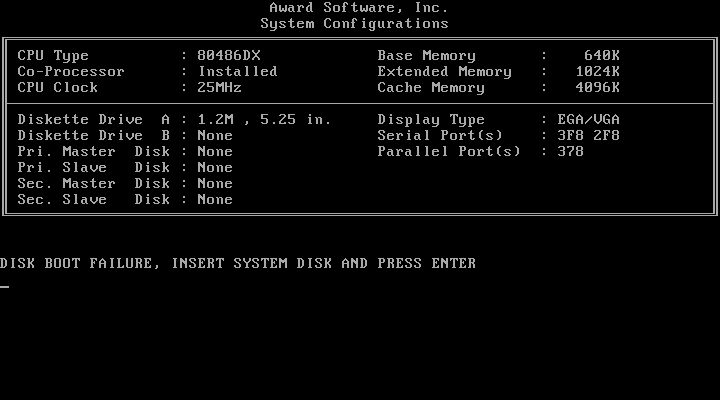 Award Software, Inc.
System Configurations
CPU Type : 80486DX Base Memory : 640K
Co-Processor : Installed Extended Memory : 1024K
CPU Clock : 25MHz Cache Memory : 4096K
Diskette Drive A : 1.2M , 5.25 in. Display Type : EGA/VGA
Diskette Drive B : None Serial Port(s) : 3F8 2F8
Pri. Master Disk : None Parallel Port(s) : 378
Pri. Slave Disk : None
Sec. Master Disk : None
Sec. Slave Disk : None
DISK BOOT FAILURE, INSERT SYSTEM DISK AND PRESS ENTER
_